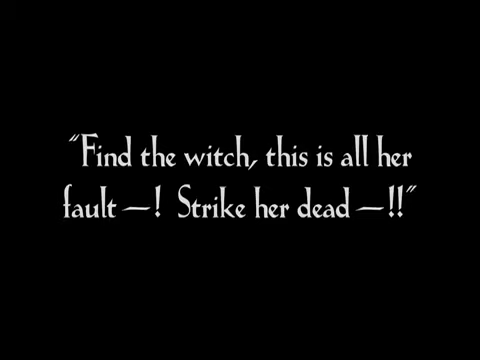 "Find the witch, this is all her
fault—! Strike her dead—!!"